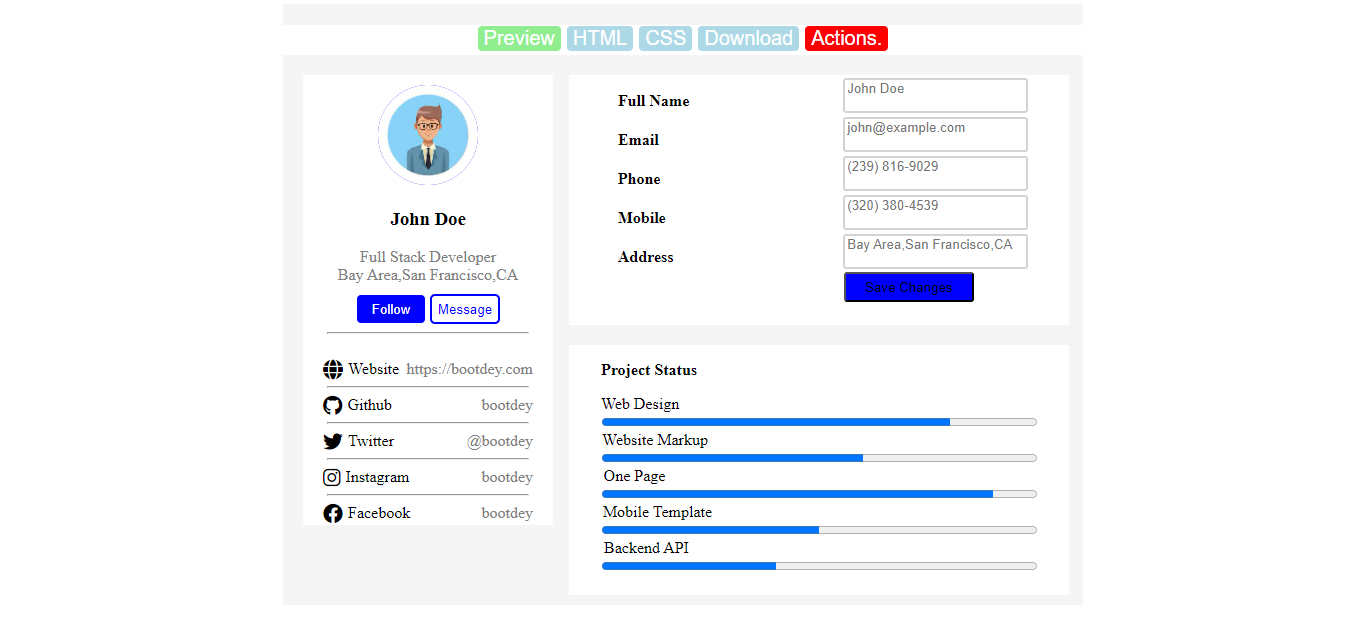 Preview HTML CSS Download Actions.
John Doe
Full Stack Developer
Bay Area,San Francisco,CA
Follow Message
Website https://bootdey.com
Github bootdey
Twitter @bootdey
Instagram bootdey
Facebook bootdey
Full Name John Doe
Email john@example.com
Phone (239) 816-9029
Mobile (320) 380-4539
Address Bay Area,San Francisco,CA
Save Changes
Project Status
Web Design
Website Markup
One Page
Mobile Template
Backend API